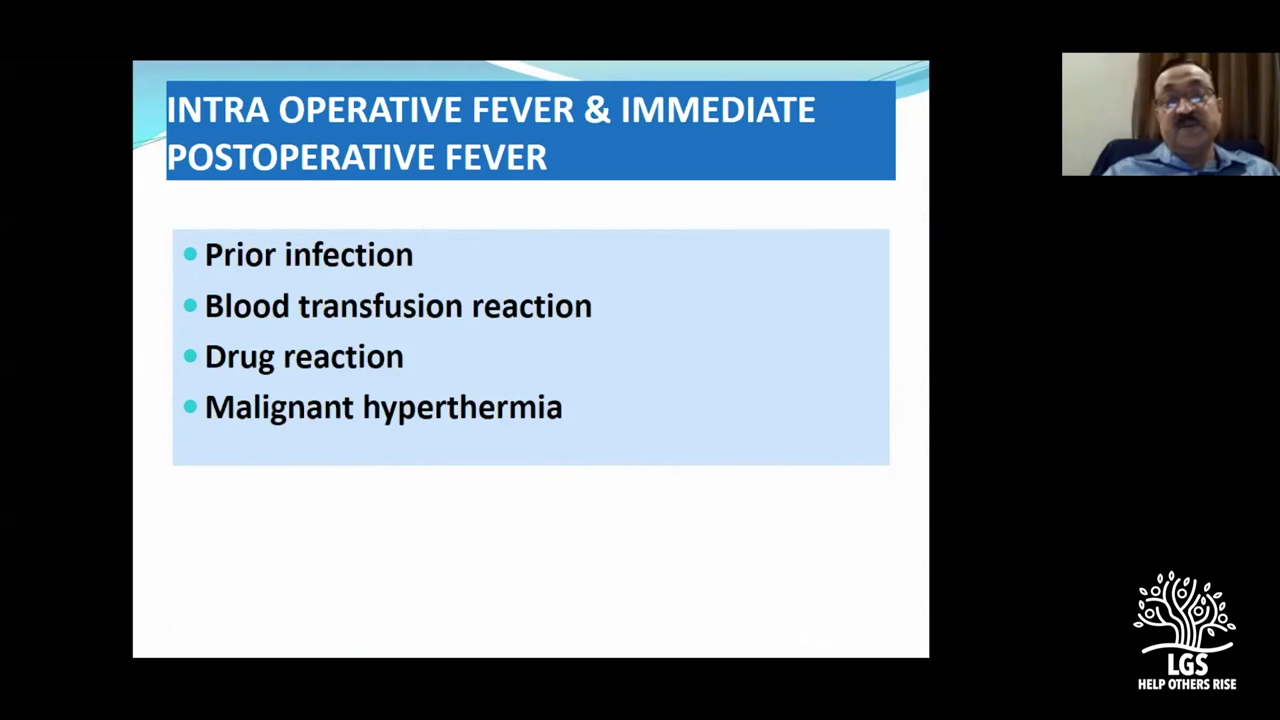 INTRA OPERATIVE FEVER & IMMEDIATE
POSTOPERATIVE FEVER
Prior infection
Blood transfusion reaction
Drug reaction
Malignant hyperthermia
LGS
HELP OTHERS RISE